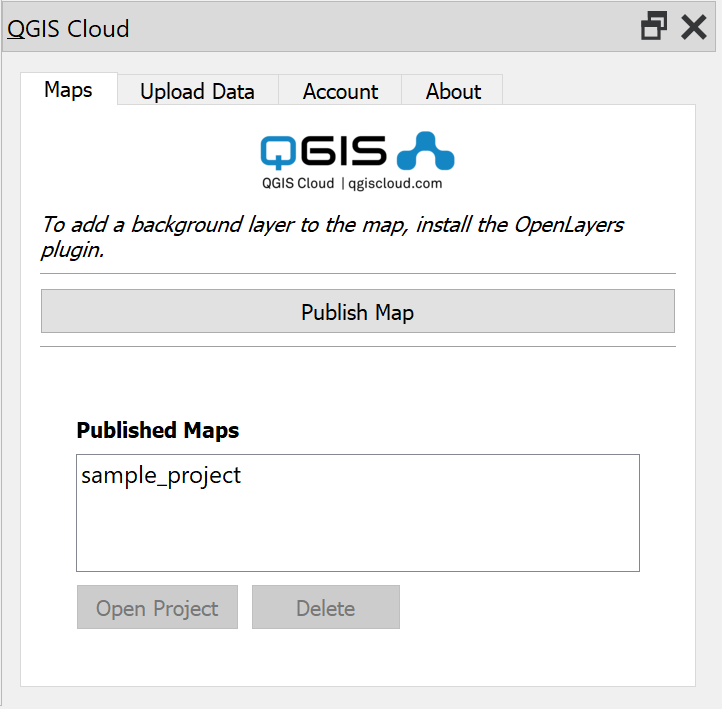 QGIS Cloud
Maps Upload Data Account About
QGIS
QGIS Cloud | qgiscloud.com
To add a background layer to the map, install the OpenLayers
plugin.
Publish Map
Published Maps
sample_project
Open Project Delete